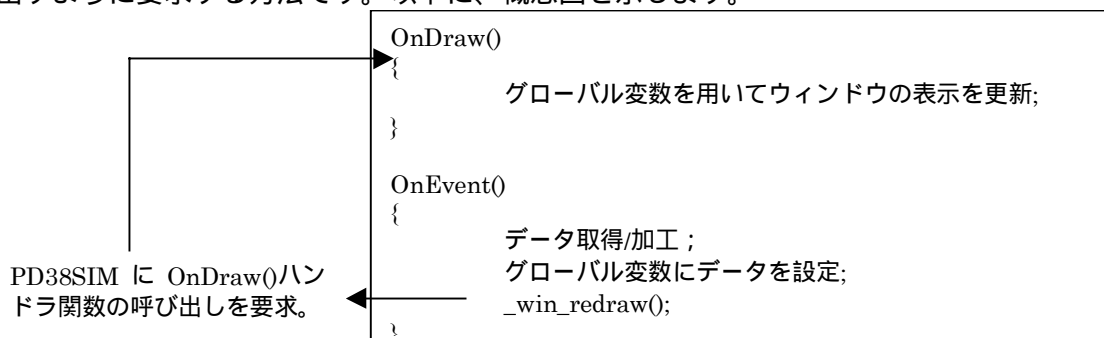 OnDraw()
{
グローバル変数を用いてウィンドウの表示を更新;
}
OnEvent()
{
データ取得/加工；
グローバル変数にデータを設定;
_win_redraw();
}
PD38SIM に OnDraw()ハン
ドラ関数の呼び出しを要求。